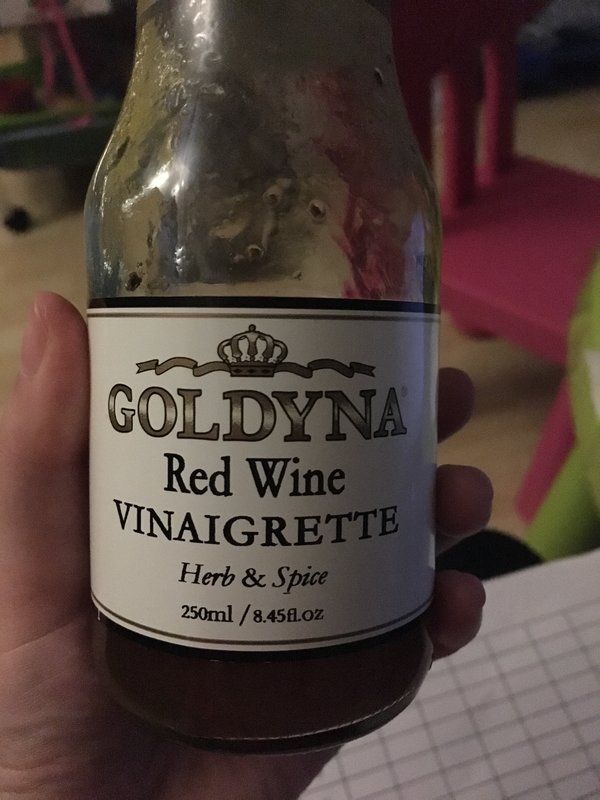 GOLDYNA
Red Wine
VINAIGRETTE
Herb & Spice
250ml / 8.45fl.oz